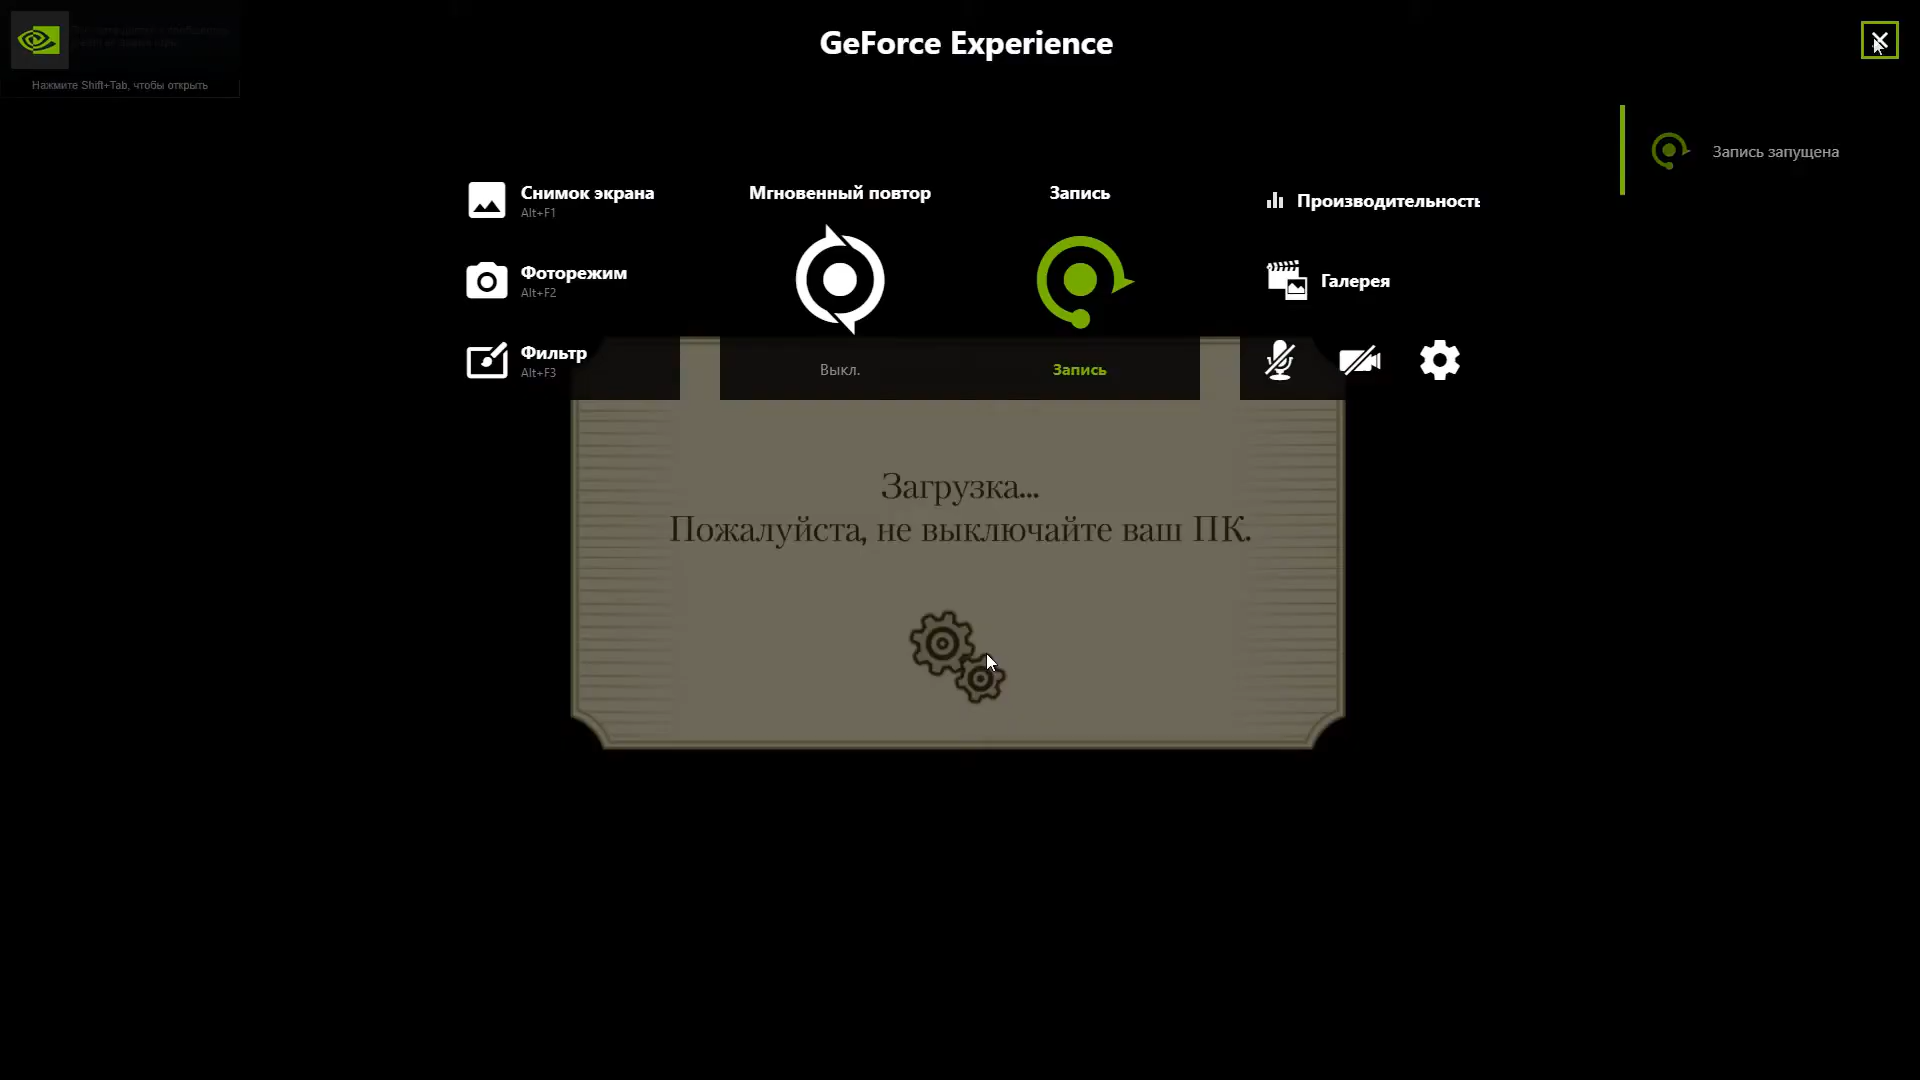 GeForce Experience
Нажмите Shift+Tab, чтобы открыть
Запись запущена
Снимок экрана
Alt+F1
Мгновенный повтор
Запись
Производительность
Фоторежим
Alt+F2
Галерея
Фильтр
Alt+F3
Выкл.
Запись
Загрузка...
Пожалуйста, не выключайте ваш ПК.